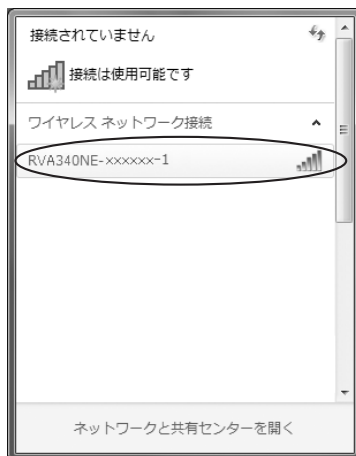 接続されていません
接続は使用可能です
ワイヤレス ネットワーク接続
RVA340NE-××××××-1
ネットワークと共有センターを開く